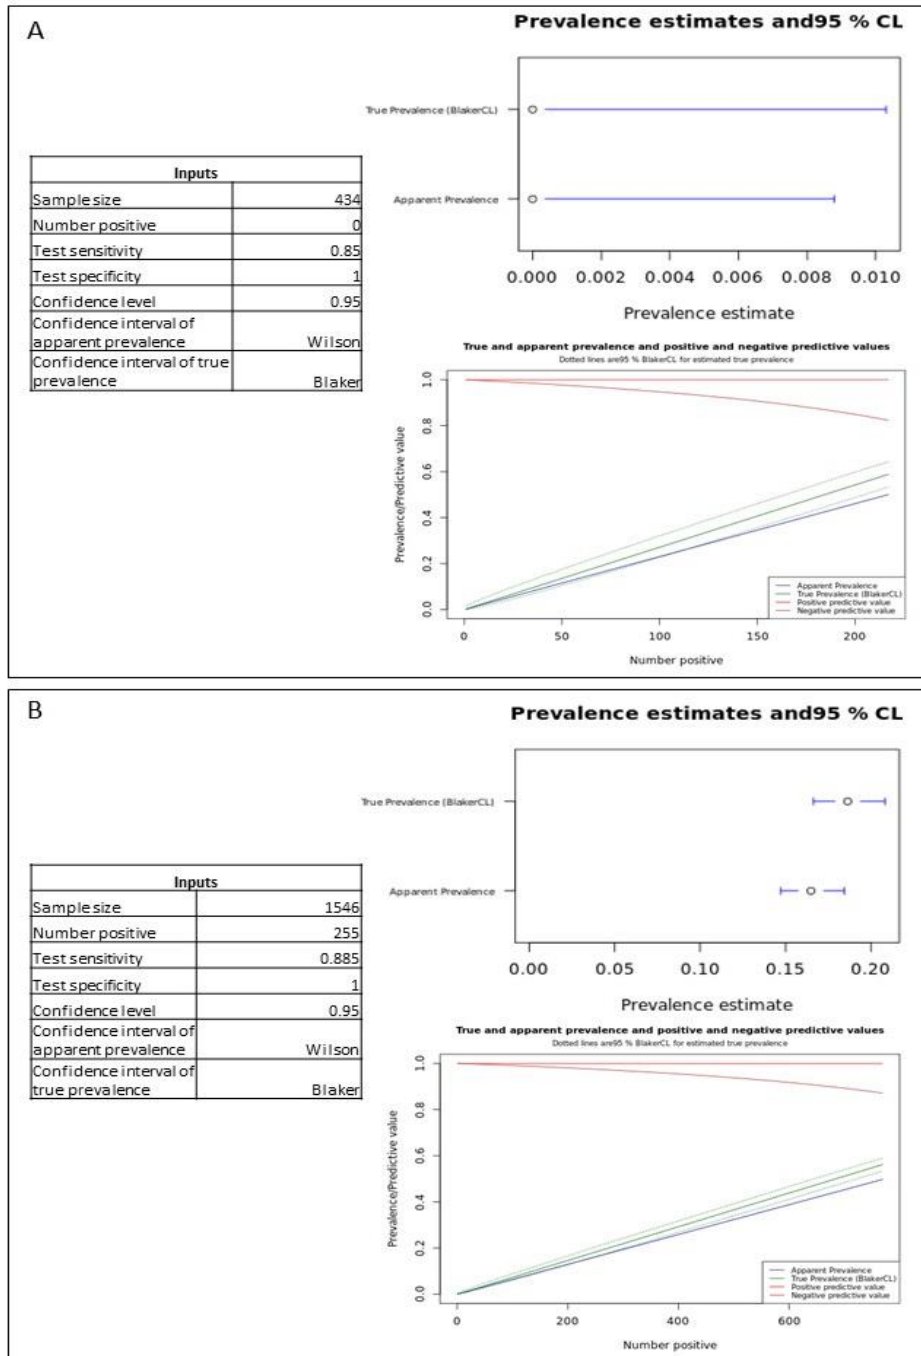 A
Prevalence estimates and95 % CL
True Prevalence (BlakerCL)
Apparent Prevalence
0.000 0.002 0.004 0.006 0.008 0.010
Prevalence estimate
Inputs
Sample size 434
Number positive 0
Test sensitivity 0.85
Test specificity 1
Confidence level 0.95
Confidence interval of
apparent prevalence Wilson
Confidence interval of true
prevalence Blaker
True and apparent prevalence and positive and negative predictive values
Dotted lines are95 % BlakerCL for estimated true prevalence
Prevalence/Predictive value
1.0
0.8
0.6
0.4
0.2
0.0
Apparent Prevalence
True Prevalence (BlakerCL)
Positive predictive value
Negative predictive value
0 50 100 150 200
Number positive
B
Prevalence estimates and95 % CL
True Prevalence (BlakerCL)
Apparent Prevalence
0.00 0.05 0.10 0.15 0.20
Prevalence estimate
Inputs
Sample size 1546
Number positive 255
Test sensitivity 0.885
Test specificity 1
Confidence level 0.95
Confidence interval of
apparent prevalence Wilson
Confidence interval of
true prevalence Blaker
True and apparent prevalence and positive and negative predictive values
Dotted lines are95 % BlakerCL for estimated true prevalence
Prevalence/Predictive value
1.0
0.8
0.6
0.4
0.2
0.0
Apparent Prevalence
True Prevalence (BlakerCL)
Positive predictive value
Negative predictive value
0 200 400 600
Number positive